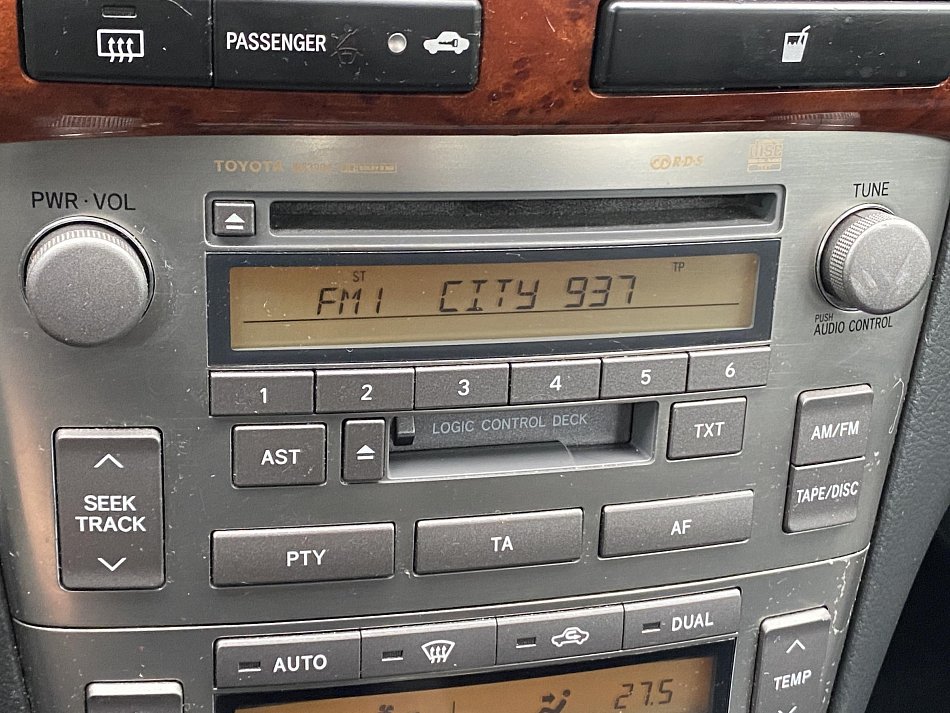 PASSENGER
TOYOTA
R·D·S
disc
PWR · VOL
TUNE
ST
TP
FM1 CITY 937
PUSH
AUDIO CONTROL
1 2 3 4 5 6
LOGIC CONTROL DECK
AST
TXT
AM/FM
SEEK
TRACK
TAPE/DISC
PTY
TA
AF
AUTO
DUAL
TEMP
27.5